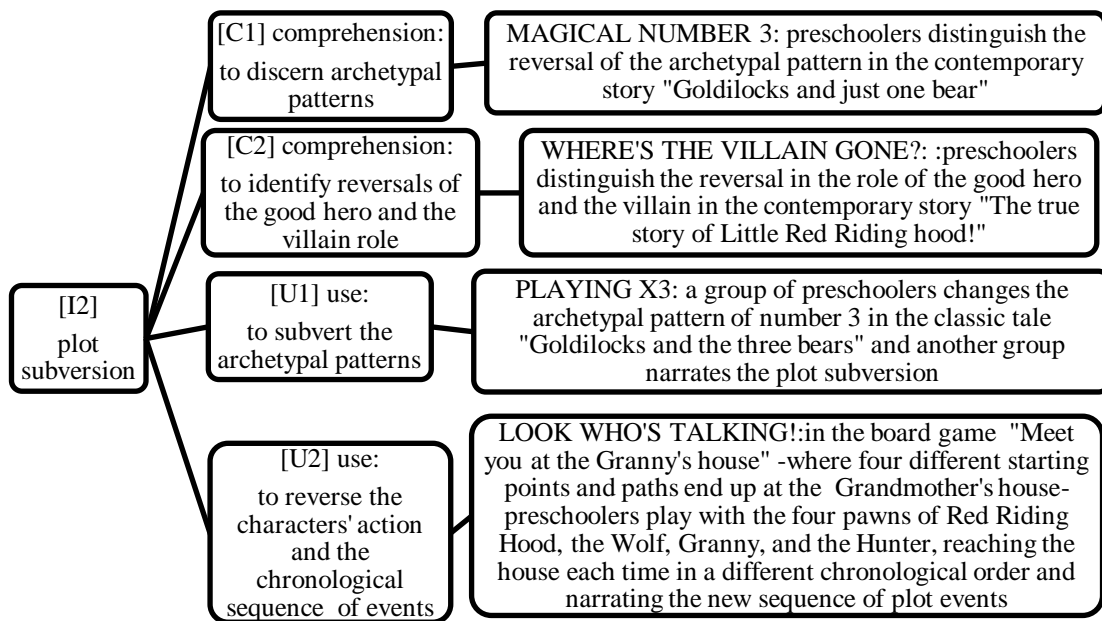 [I2]
plot
subversion
[C1] comprehension:
to discern archetypal
patterns
MAGICAL NUMBER 3: preschoolers distinguish the
reversal of the archetypal pattern in the contemporary
story "Goldilocks and just one bear"
[C2] comprehension:
to identify reversals of
the good hero and the
villain role
WHERE'S THE VILLAIN GONE?: :preschoolers
distinguish the reversal in the role of the good hero
and the villain in the contemporary story "The true
story of Little Red Riding hood!"
[U1] use:
to subvert the
archetypal patterns
PLAYING X3: a group of preschoolers changes the
archetypal pattern of number 3 in the classic tale
"Goldilocks and the three bears" and another group
narrates the plot subversion
[U2] use:
to reverse the
characters' action
and the
chronological
sequence of events
LOOK WHO'S TALKING!:in the board game "Meet
you at the Granny's house" -where four different starting
points and paths end up at the Grandmother's house-
preschoolers play with the four pawns of Red Riding
Hood, the Wolf, Granny, and the Hunter, reaching the
house each time in a different chronological order and
narrating the new sequence of plot events